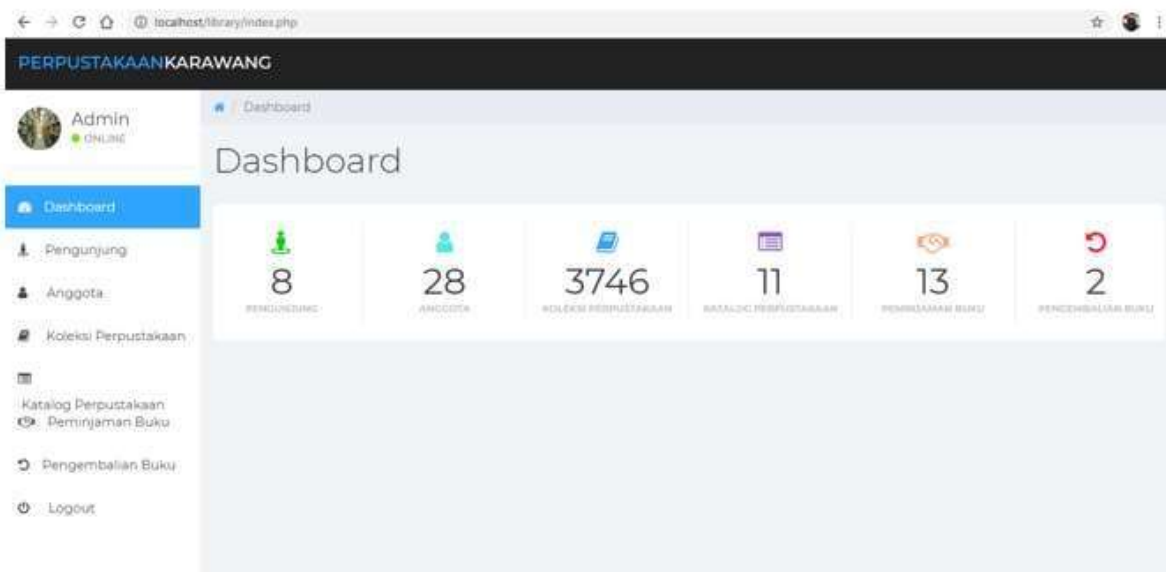 localhost/library/index.php
PERPUSTAKAANKARAWANG
Admin
ONLINE
Dashboard
Dashboard
Dashboard
Pengunjung
Anggota
Koleksi Perpustakaan
Katalog Perpustakaan
Peminjaman Buku
Pengembalian Buku
Logout
8
PENGUNJUNG
28
ANGGOTA
3746
KOLEKSI PERPUSTAKAAN
11
KATALOG PERPUSTAKAAN
13
PEMINJAMAN BUKU
2
PENGEMBALIAN BUKU